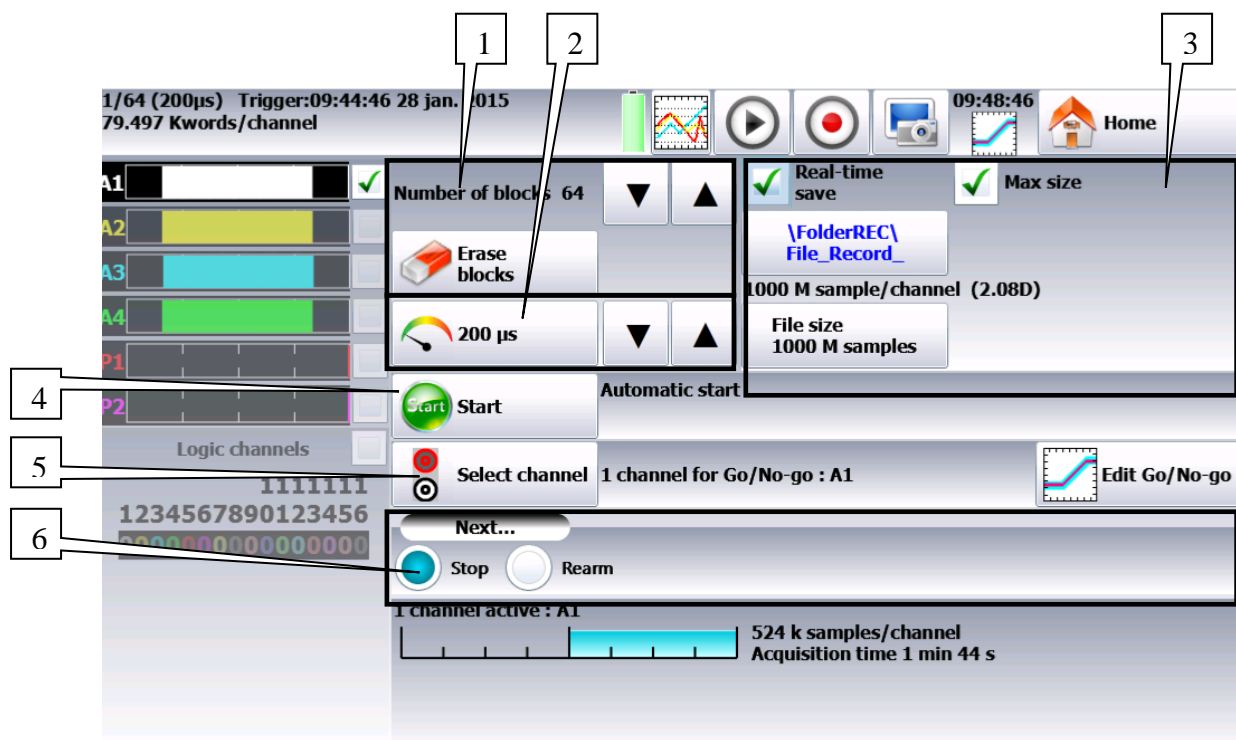 1
2
3
1/64 (200µs) Trigger:09:44:46 28 jan. 2015
79.497 Kwords/channel
09:48:46
Home
A1
A2
A3
A4
P1
P2
Logic channels
1111111
1234567890123456
0000000000000000
Number of blocks 64
Erase
blocks
200 µs
Real-time
save
Max size
\FolderREC\
File_Record_
1000 M sample/channel (2.08D)
File size
1000 M samples
4
Start
Start
Automatic start
5
Select channel
1 channel for Go/No-go : A1
Edit Go/No-go
6
Next...
Stop
Rearm
1 channel active : A1
524 k samples/channel
Acquisition time 1 min 44 s